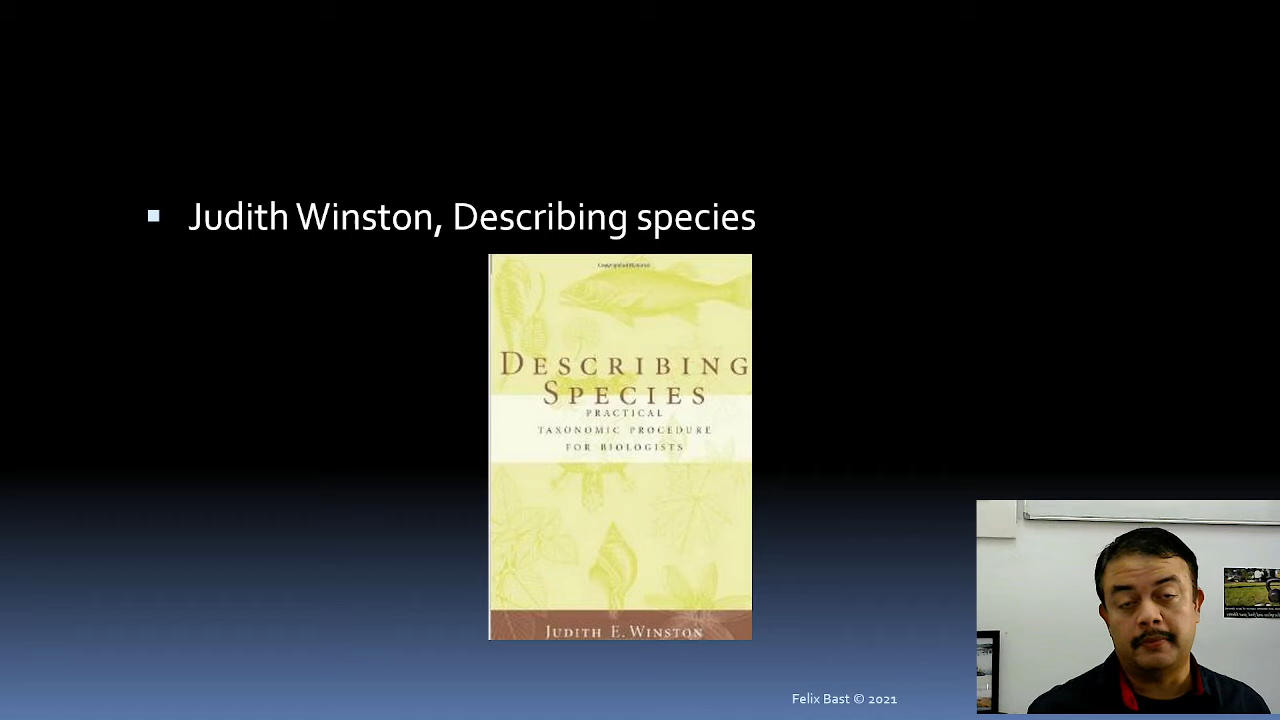 Judith Winston, Describing species
DESCRIBING
SPECIES
PRACTICAL
TAXONOMIC PROCEDURE
FOR BIOLOGISTS
JUDITH E. WINSTON
Felix Bast © 2021